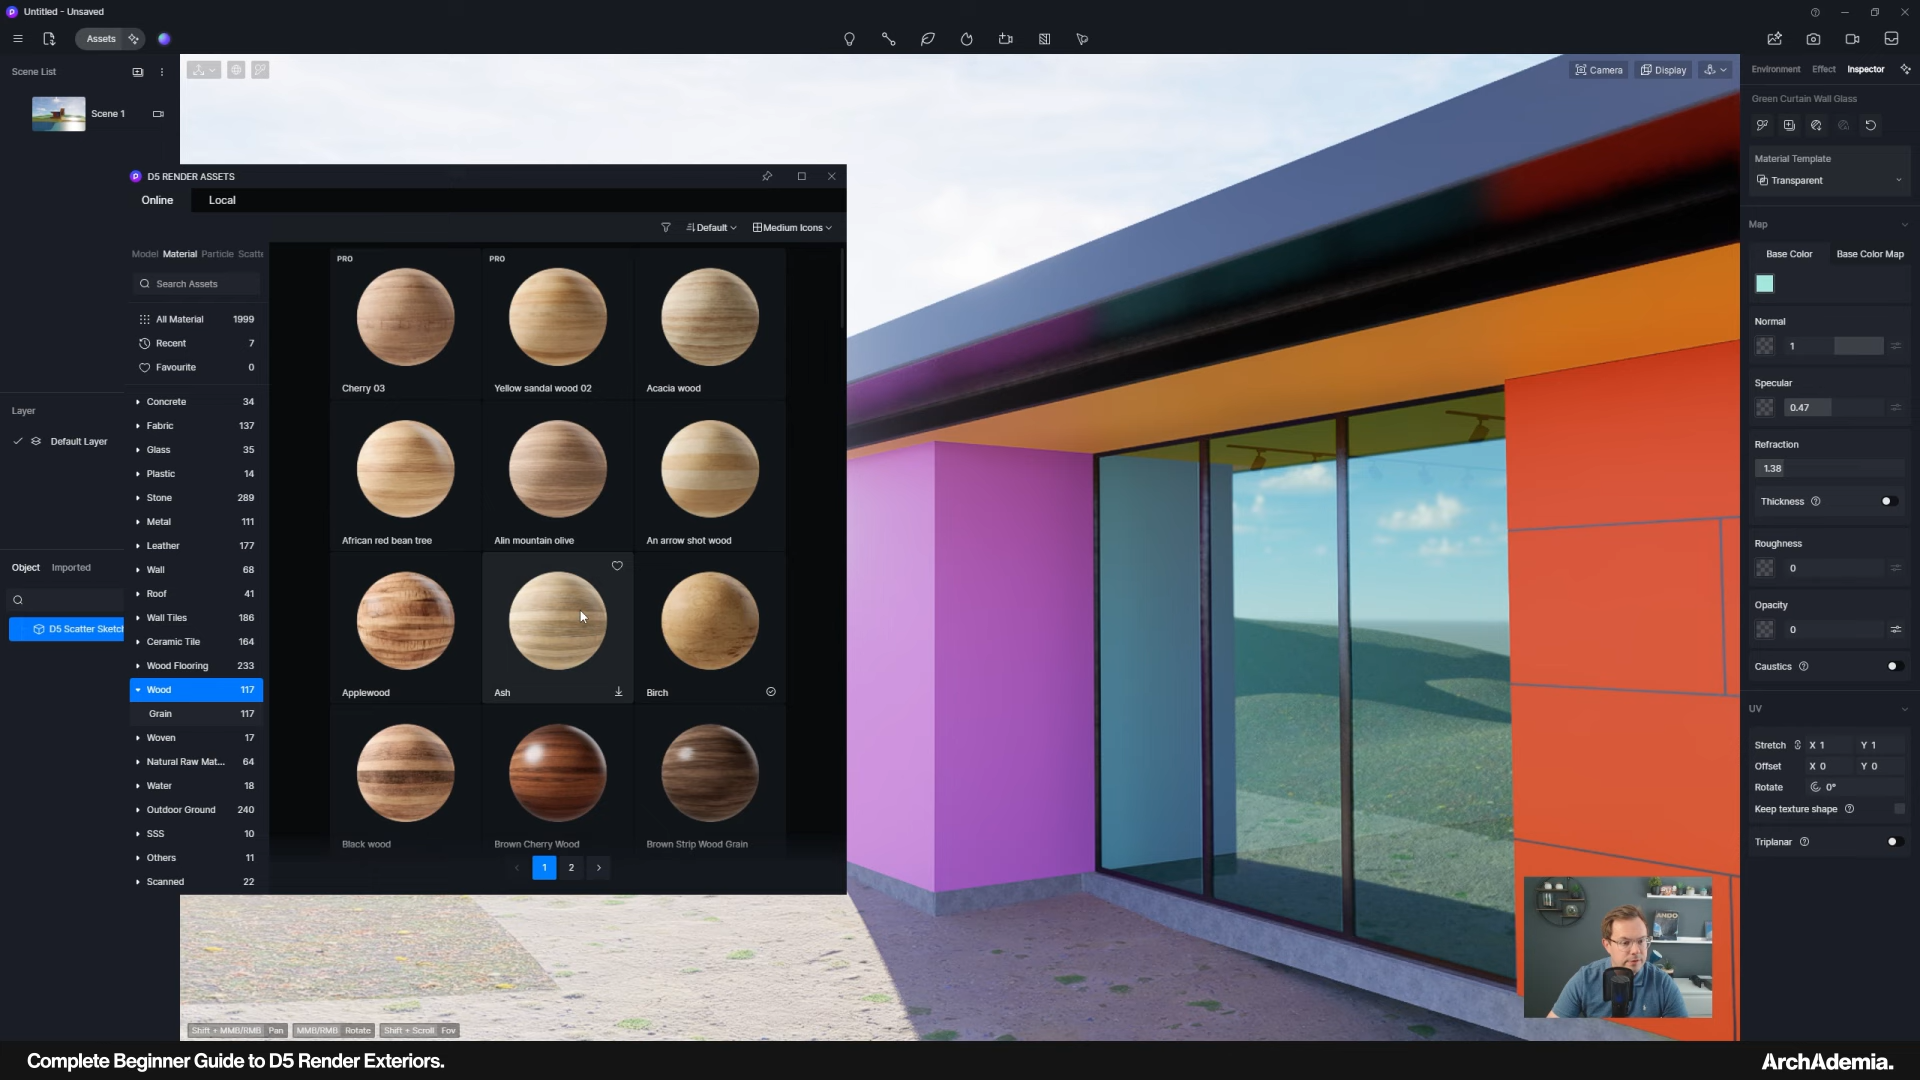 Untitled - Unsaved
Assets
Scene List
Scene 1
Camera
Display
Environment
Effect
Inspector
Green Curtain Wall Glass
Material Template
Transparent
Map
Base Color
Base Color Map
Normal
1
Specular
0.47
Refraction
1.38
Thickness
Roughness
0
Opacity
0
Caustics
UV
Stretch X 1 Y 1
Offset X 0 Y 0
Rotate 0°
Keep texture shape
Triplanar
Layer
Default Layer
Object
Imported
D5 Scatter Sketch
D5 RENDER ASSETS
Online
Local
Default
Medium Icons
Model Material Particle Scatte
Search Assets
All Material 1999
Recent 7
Favourite 0
Concrete 34
Fabric 137
Glass 35
Plastic 14
Stone 289
Metal 111
Leather 177
Wall 68
Roof 41
Wall Tiles 186
Ceramic Tile 164
Wood Flooring 233
Wood 117
Grain 117
Woven 17
Natural Raw Mat... 64
Water 18
Outdoor Ground 240
SSS 10
Others 11
Scanned 22
PRO
PRO
Cherry 03
Yellow sandal wood 02
Acacia wood
African red bean tree
Alin mountain olive
An arrow shot wood
Applewood
Ash
Birch
Black wood
Brown Cherry Wood
Brown Strip Wood Grain
1
2
Shift + MMB/RMB Pan
MMB/RMB Rotate
Shift + Scroll Fov
ANDO
Complete Beginner Guide to D5 Render Exteriors.
ArchAdemia.